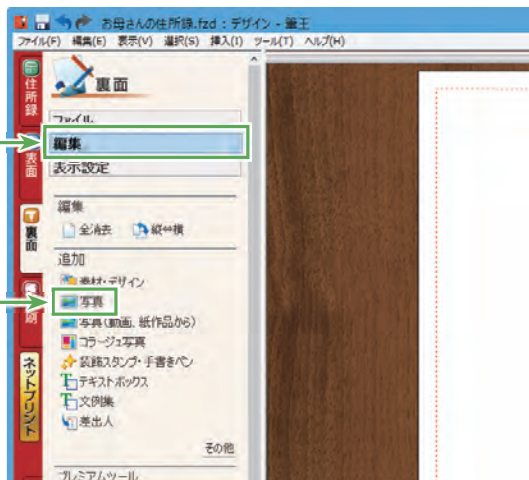 お母さんの住所録.fzd : デザイン - 筆王
ファイル(F) 編集(E) 表示(V) 選択(S) 挿入(I) ツール(T) ヘルプ(H)
住所録
裏面
ファイル
編集
表面
表示設定
編集
全消去 縦⇔横
裏面
追加
素材・デザイン
写真
刷
写真(動画、紙作品から)
コラージュ写真
装飾スタンプ・手書きペン
テキストボックス
文例集
差出人
ネットプリント
その他
プレミアムツール